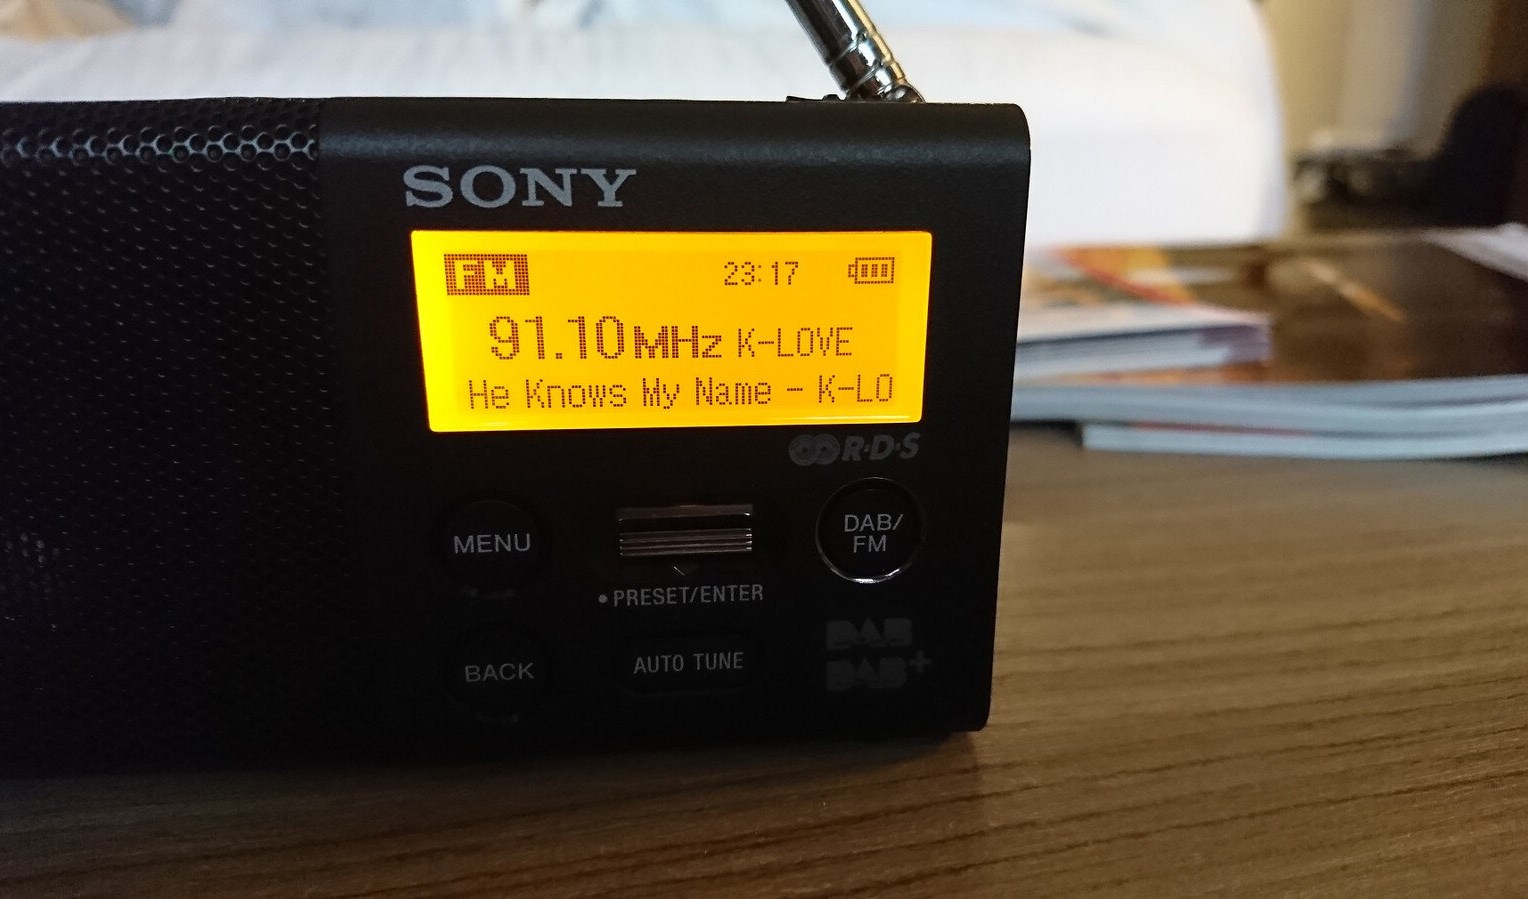 SONY
FM 23:17
91.10MHz K-LOVE
He Knows My Name - K-LO
R·D·S
MENU
DAB/
FM
• PRESET/ENTER
BACK
AUTO TUNE
DAB
DAB+